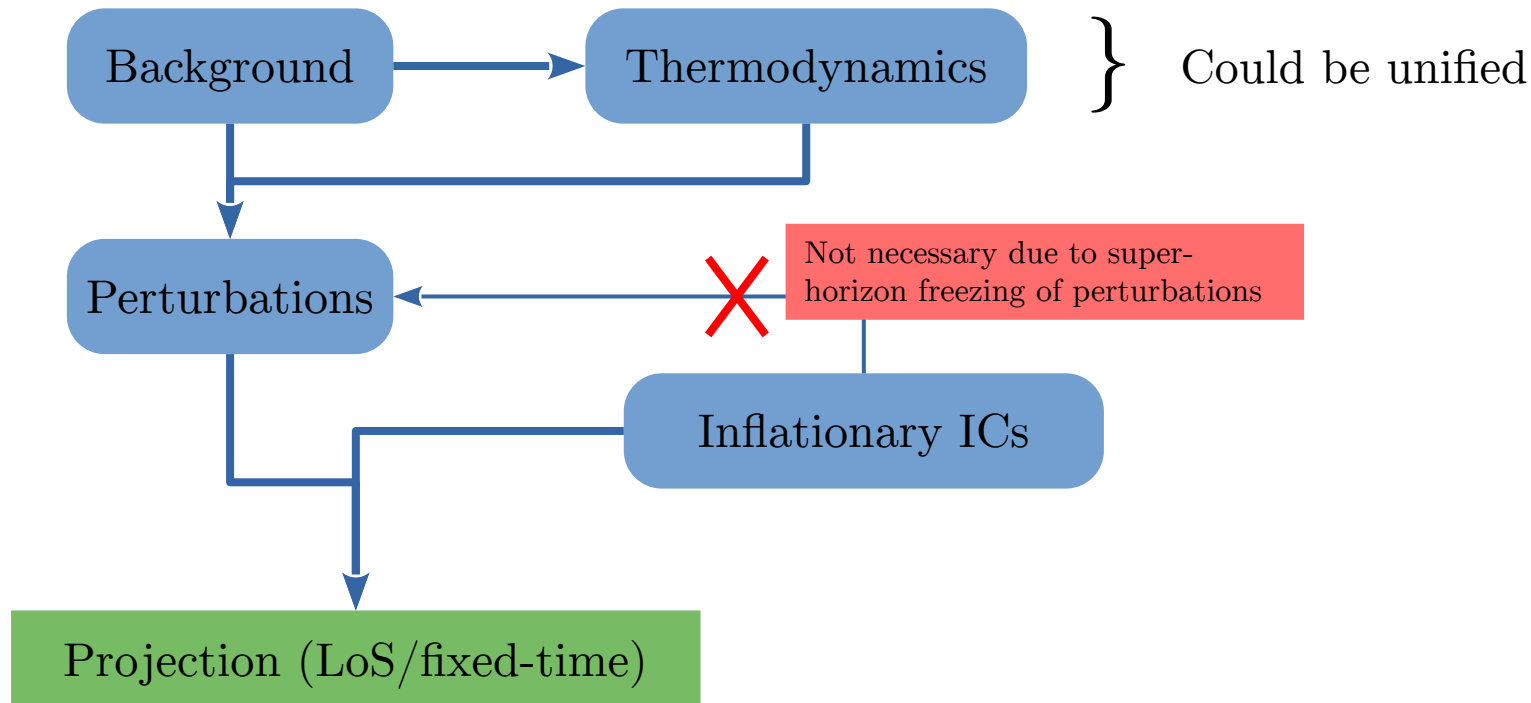 Background
Thermodynamics
} Could be unified
Not necessary due to super-
horizon freezing of perturbations
Perturbations
Inflationary ICs
Projection (LoS/fixed-time)